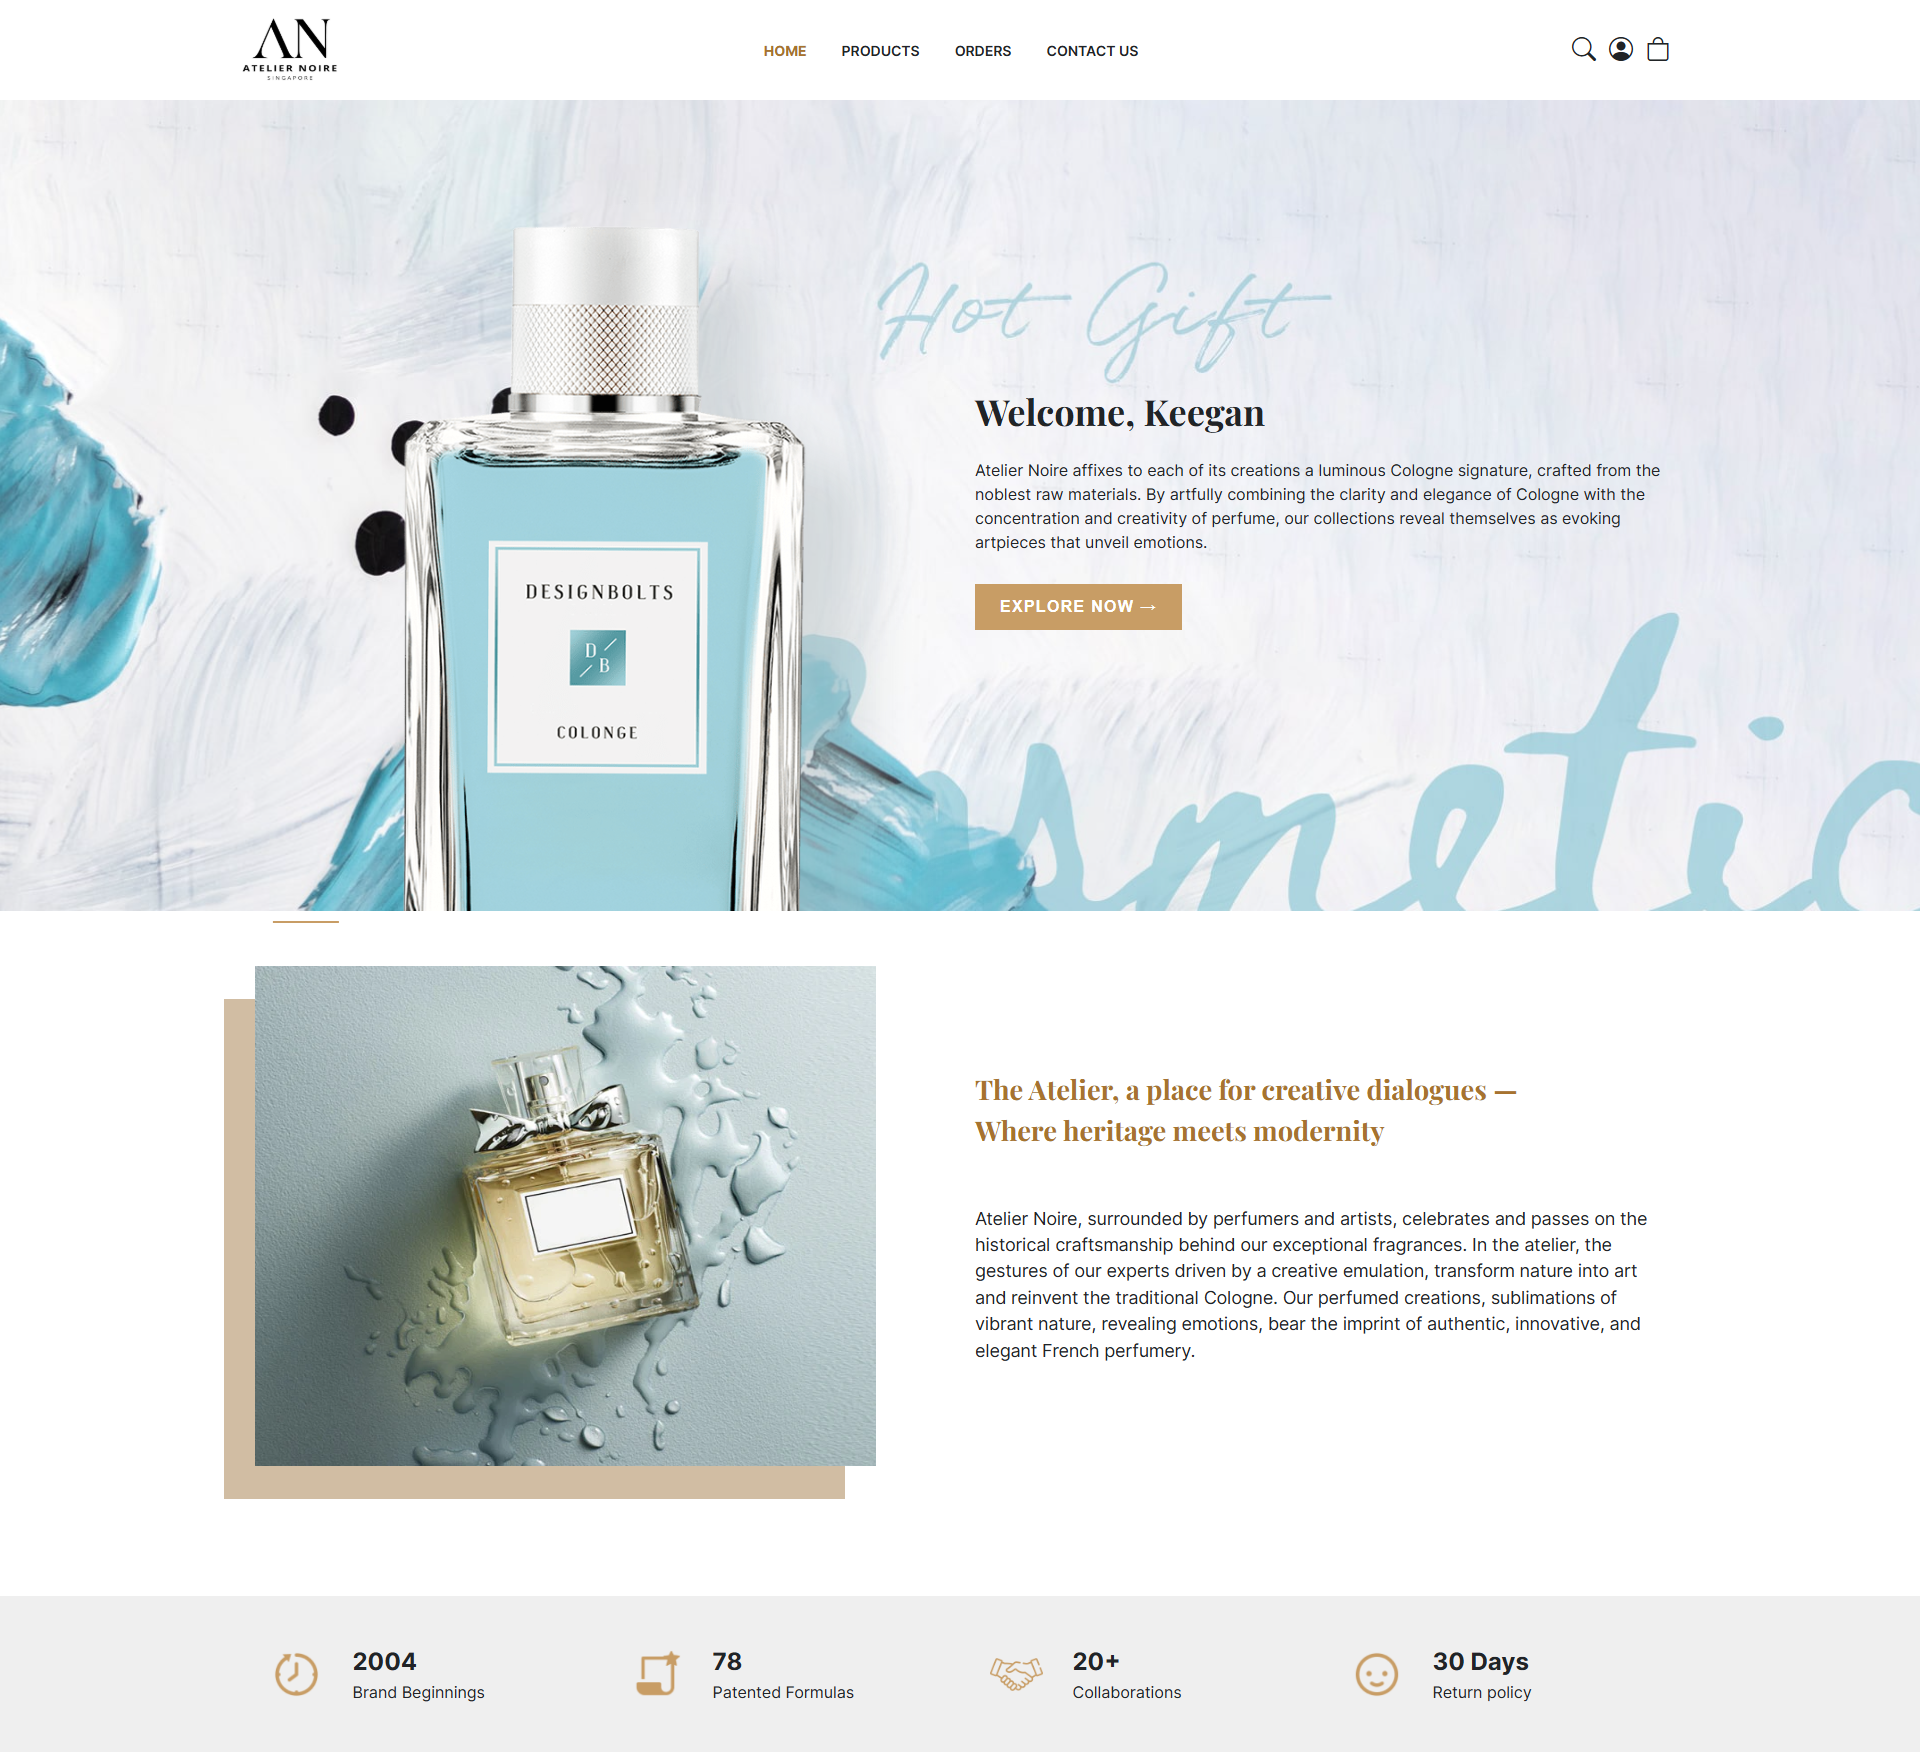 AN
ATELIER NOIRE
SINGAPORE
HOME PRODUCTS ORDERS CONTACT US
Hot Gift
Welcome, Keegan
Atelier Noire affixes to each of its creations a luminous Cologne signature, crafted from the
noblest raw materials. By artfully combining the clarity and elegance of Cologne with the
concentration and creativity of perfume, our collections reveal themselves as evoking
artpieces that unveil emotions.
EXPLORE NOW →
DESIGNBOLTS
D / B
COLONGE
smetic
The Atelier, a place for creative dialogues —
Where heritage meets modernity
Atelier Noire, surrounded by perfumers and artists, celebrates and passes on the
historical craftsmanship behind our exceptional fragrances. In the atelier, the
gestures of our experts driven by a creative emulation, transform nature into art
and reinvent the traditional Cologne. Our perfumed creations, sublimations of
vibrant nature, revealing emotions, bear the imprint of authentic, innovative, and
elegant French perfumery.
2004
Brand Beginnings
78
Patented Formulas
20+
Collaborations
30 Days
Return policy